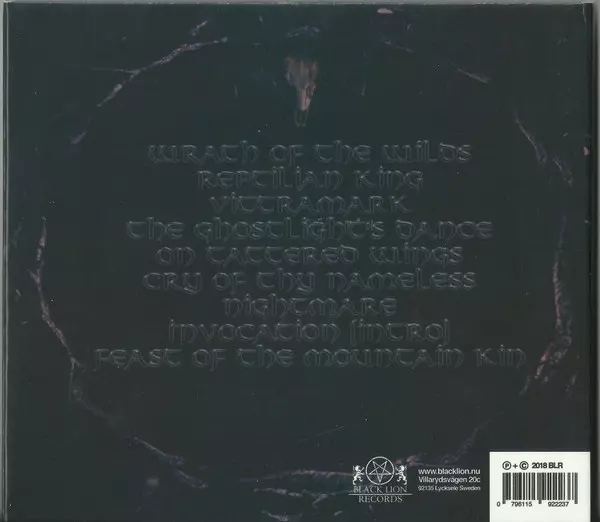 WRATH OF THE WILDS
REPTILIAN KING
VITTRAMARK
THE GHOSTLIGHT'S DANCE
ON TATTERED WINGS
CRY OF THY NAMELESS
NIGHTMARE
INVOCATION (INTRO)
FEAST OF THE MOUNTAIN KIN
BLACK LION
RECORDS
www.blacklion.nu
Villarydsvägen 20c
92135 Lycksele Sweden
Ⓟ + © 2018 BLR
0 796115 922237